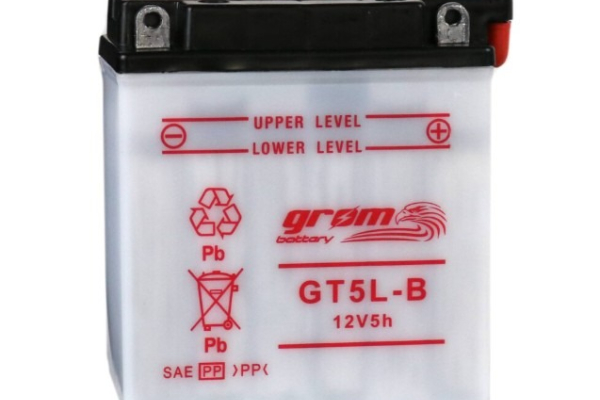 UPPER LEVEL
LOWER LEVEL
grom
battery
Pb
GT5L-B
12V5h
Pb
SAE PP >PP<